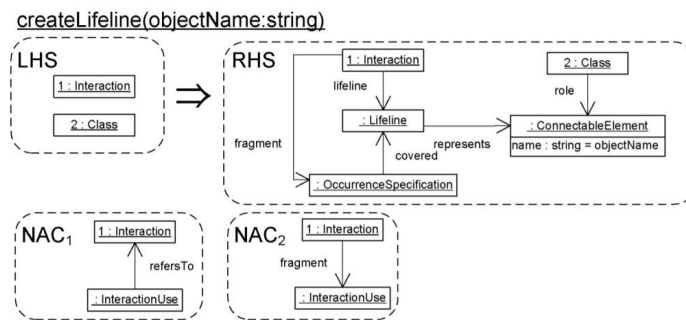 createLifeline(objectName:string)
LHS
1 : Interaction
2 : Class
⇒
RHS
1 : Interaction
2 : Class
lifeline
role
: Lifeline
: ConnectableElement
name : string = objectName
represents
fragment
covered
: OccurrenceSpecification
NAC1
1 : Interaction
refersTo
: InteractionUse
NAC2
1 : Interaction
fragment
: InteractionUse